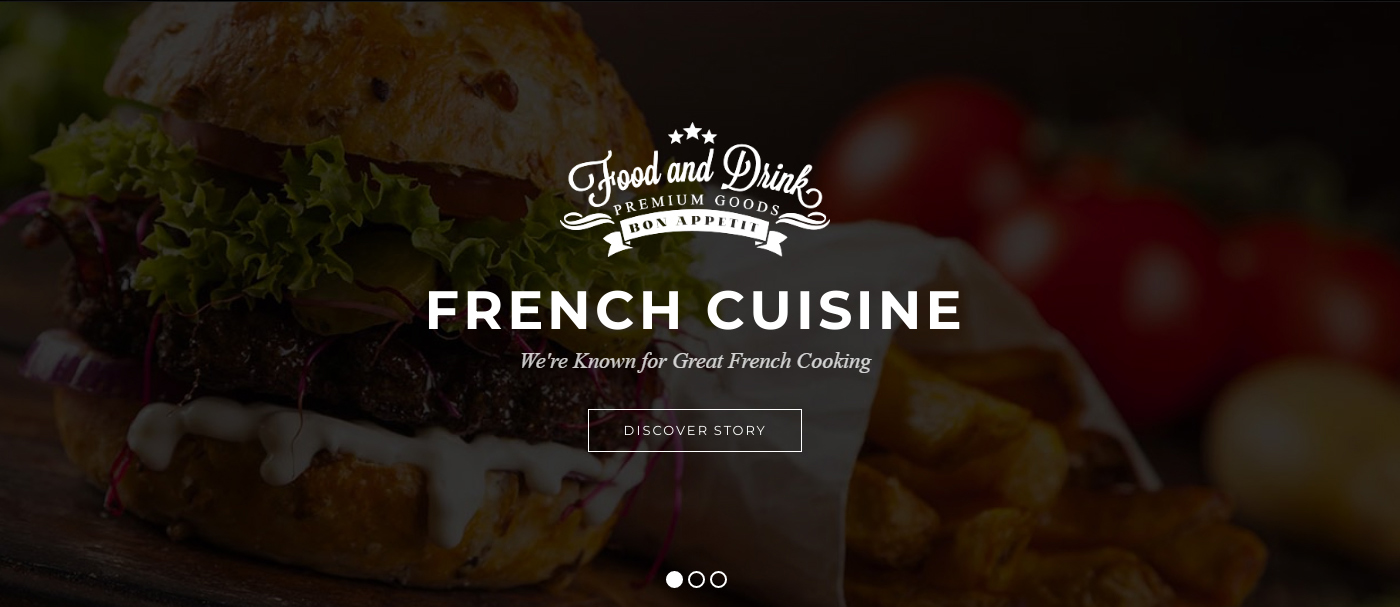 Food and Drink
PREMIUM GOODS
BON APPETIT
FRENCH CUISINE
We're Known for Great French Cooking
DISCOVER STORY